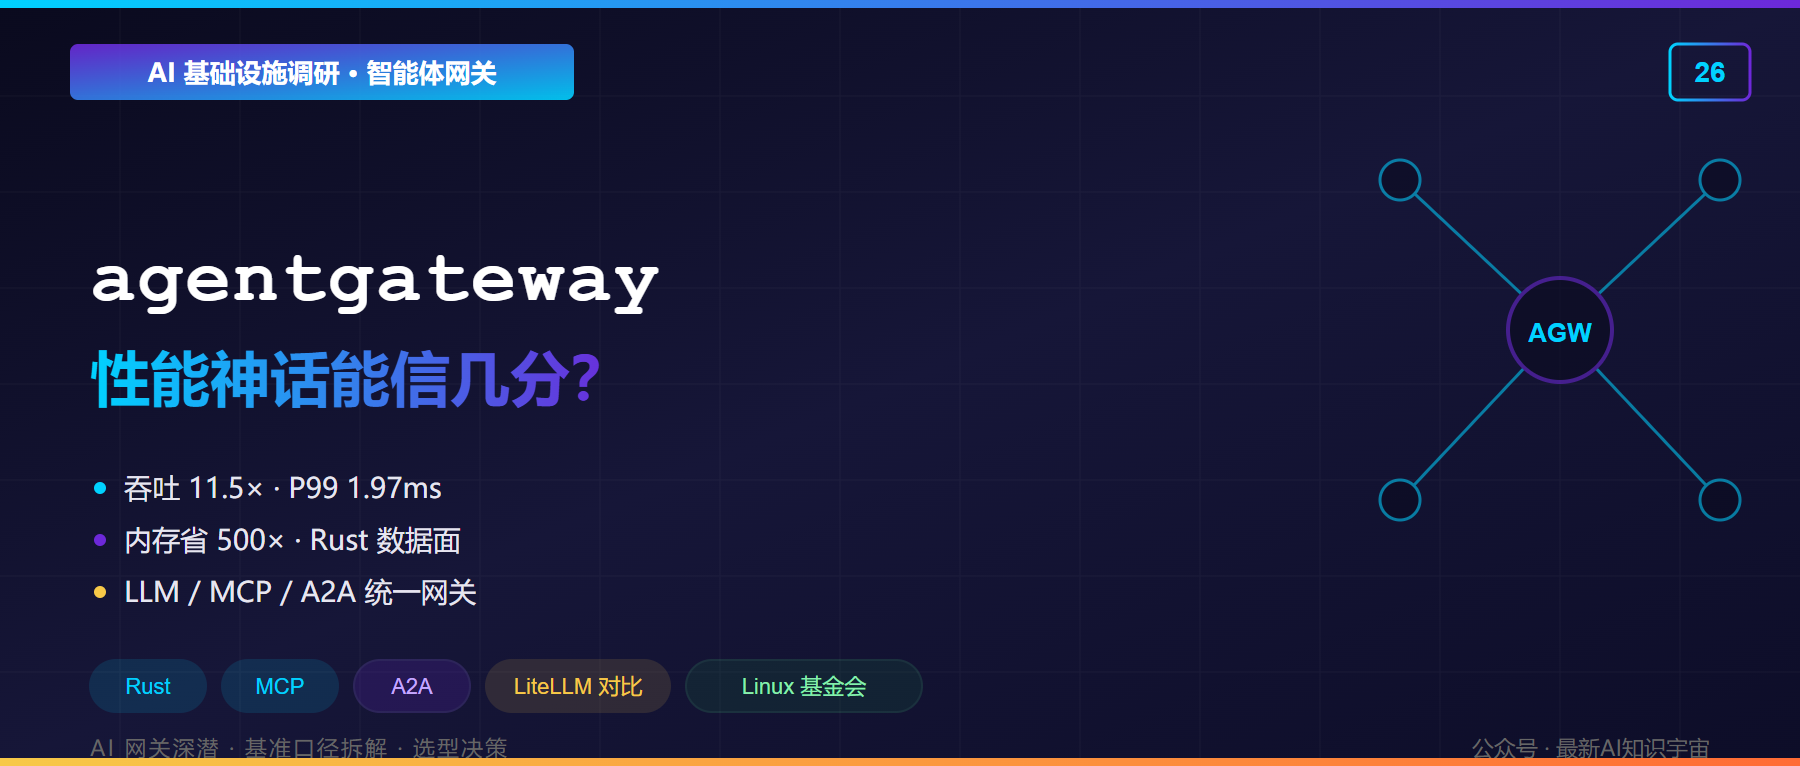 AI 基础设施调研 • 智能体网关
26
agentgateway
性能神话能信几分？
吞吐 11.5× · P99 1.97ms
内存省 500× · Rust 数据面
LLM / MCP / A2A 统一网关
AGW
Rust
MCP
A2A
LiteLLM 对比
Linux 基金会
AI 网关深潜 · 基准口径拆解 · 选型决策
公众号 · 最新AI知识宇宙